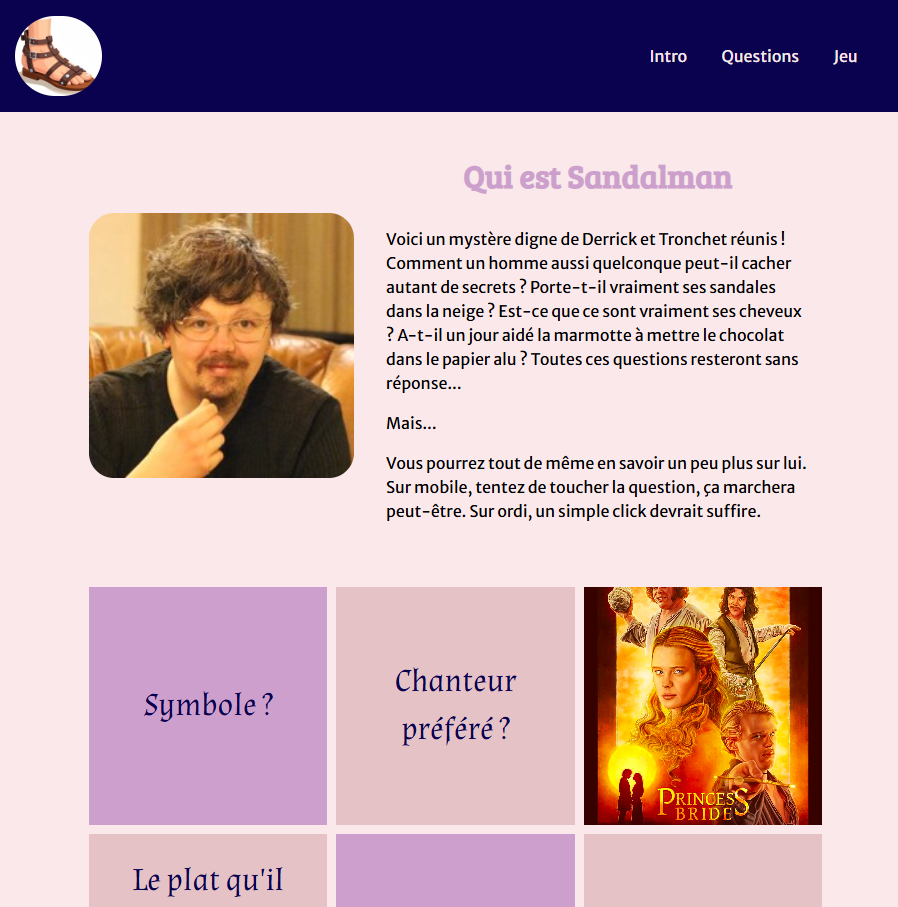 Intro Questions Jeu
Qui est Sandalman
Voici un mystère digne de Derrick et Tronchet réunis !
Comment un homme aussi quelconque peut-il cacher
autant de secrets ? Porte-t-il vraiment ses sandales
dans la neige ? Est-ce que ce sont vraiment ses cheveux
? A-t-il un jour aidé la marmotte à mettre le chocolat
dans le papier alu ? Toutes ces questions resteront sans
réponse...
Mais...
Vous pourrez tout de même en savoir un peu plus sur lui.
Sur mobile, tentez de toucher la question, ça marchera
peut-être. Sur ordi, un simple click devrait suffire.
Symbole ?
Chanteur
préféré ?
PRINCESS
BRIDE
Le plat qu'il